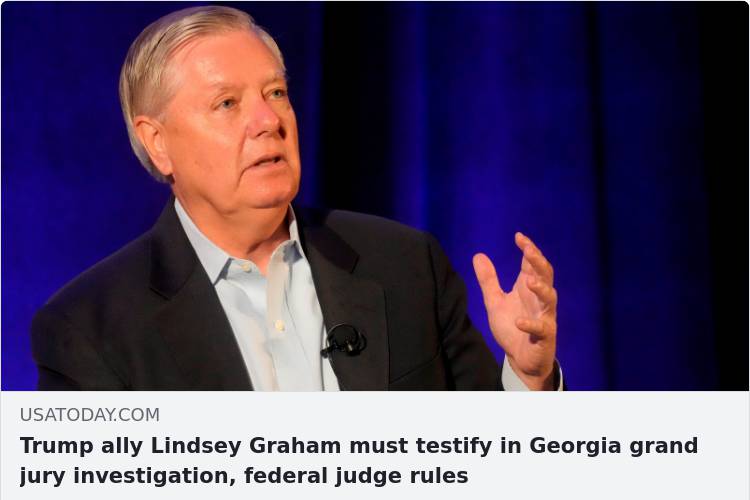 USATODAY.COM
Trump ally Lindsey Graham must testify in Georgia grand
jury investigation, federal judge rules